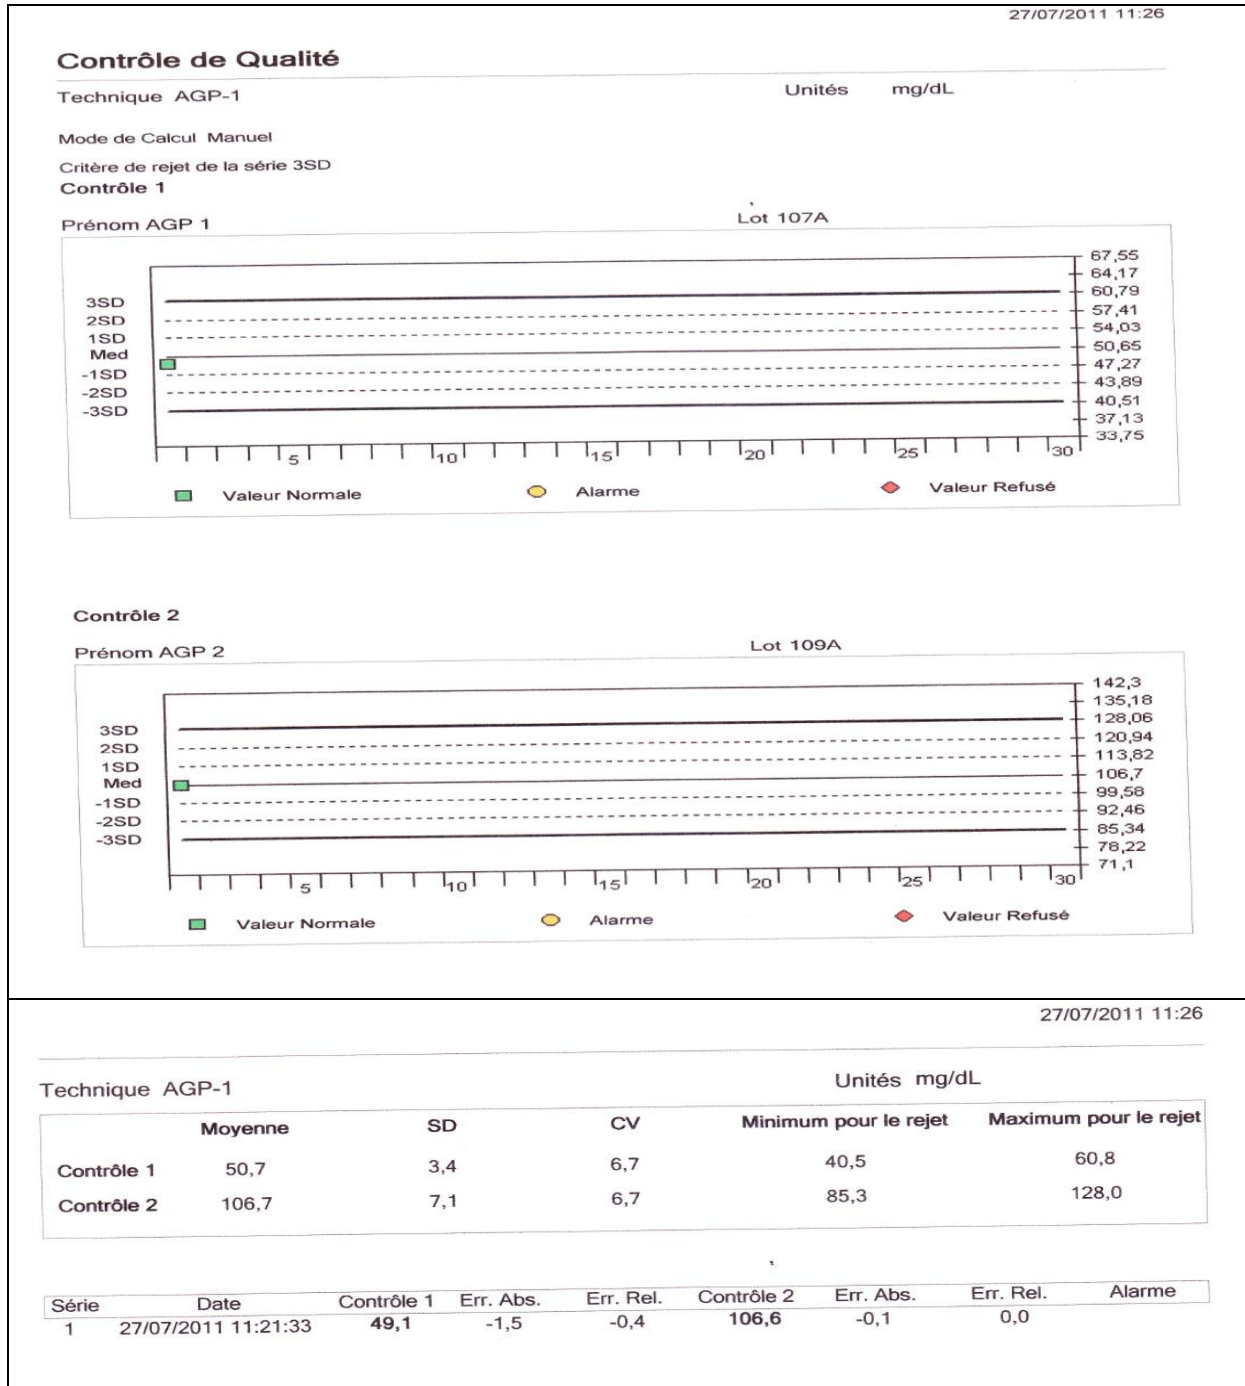 27/07/2011 11:26
Contrôle de Qualité
Technique AGP-1 Unités mg/dL
Mode de Calcul Manuel
Critère de rejet de la série 3SD
Contrôle 1
Prénom AGP 1 Lot 107A
67,55
64,17
3SD 60,79
2SD 57,41
1SD 54,03
Med 50,65
-1SD 47,27
-2SD 43,89
-3SD 40,51
37,13
33,75
5 10 15 20 25 30
Valeur Normale Alarme Valeur Refusé
Contrôle 2
Prénom AGP 2 Lot 109A
142,3
135,18
3SD 128,06
2SD 120,94
1SD 113,82
Med 106,7
-1SD 99,58
-2SD 92,46
-3SD 85,34
78,22
71,1
5 10 15 20 25 30
Valeur Normale Alarme Valeur Refusé
27/07/2011 11:26
Technique AGP-1 Unités mg/dL
Moyenne SD CV Minimum pour le rejet Maximum pour le rejet
Contrôle 1 50,7 3,4 6,7 40,5 60,8
Contrôle 2 106,7 7,1 6,7 85,3 128,0
Série Date Contrôle 1 Err. Abs. Err. Rel. Contrôle 2 Err. Abs. Err. Rel. Alarme
1 27/07/2011 11:21:33 49,1 -1,5 -0,4 106,6 -0,1 0,0